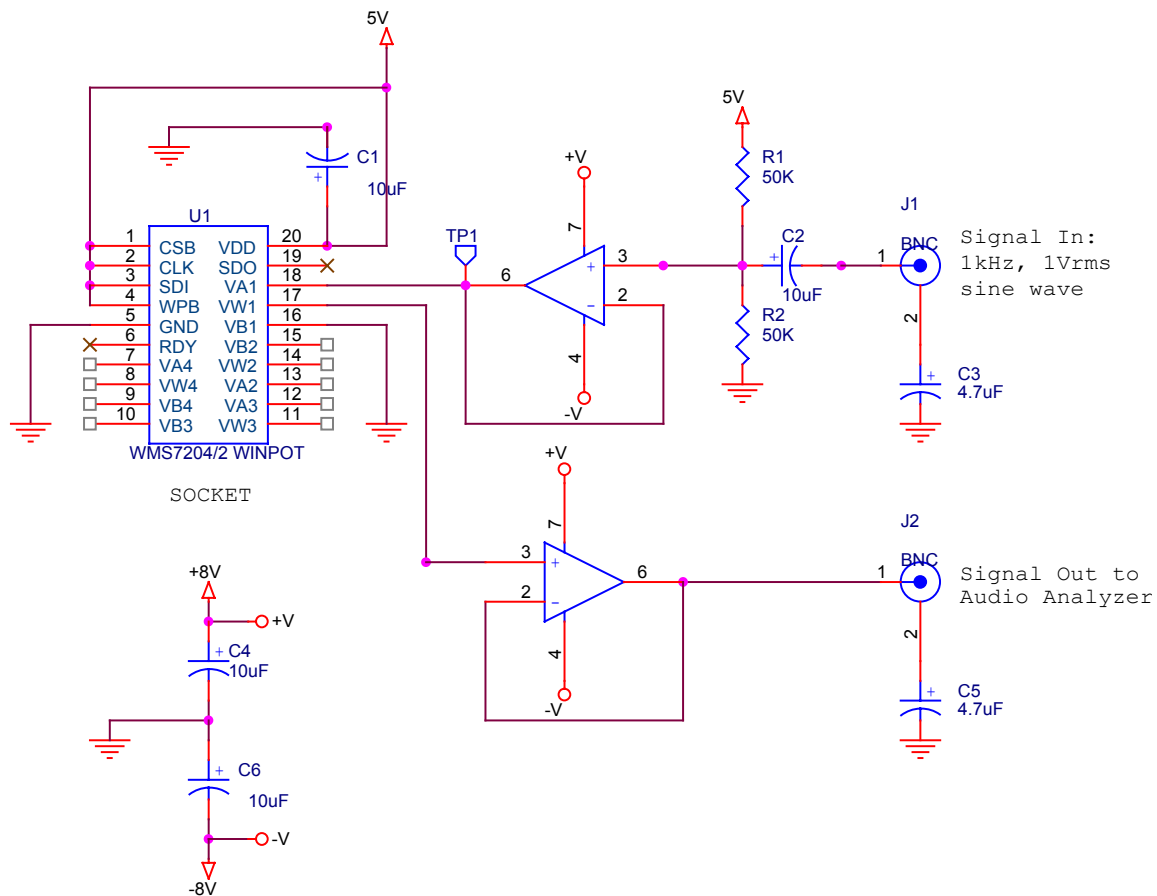 5V
C1
10uF
U1
1 CSB VDD 20
2 CLK SDO 19
3 SDI VA1 18
4 WPB VW1 17
5 GND VB1 16
6 RDY VB2 15
7 VA4 VW2 14
8 VW4 VA2 13
9 VB4 VA3 12
10 VB3 VW3 11
WMS7204/2 WINPOT
SOCKET
TP1
+V
7
6
3
+
2
−
4
-V
5V
R1
50K
C2
+
10uF
R2
50K
J1
BNC
1
2
Signal In:
1kHz, 1Vrms
sine wave
+
C3
4.7uF
+
+V
7
3
+
6
2
−
4
-V
J2
BNC
1
2
Signal Out to
Audio Analyzer
+
C5
4.7uF
+8V
+V
+
C4
10uF
+
C6
10uF
-V
-8V